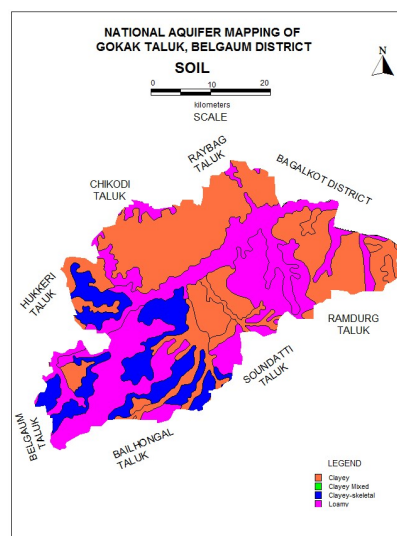 NATIONAL AQUIFER MAPPING OF
GOKAK TALUK, BELGAUM DISTRICT
SOIL
N
0 10 20
kilometers
SCALE
RAYBAG
TALUK
BAGALKOT DISTRICT
CHIKODI
TALUK
HUKKERI
TALUK
RAMDURG
TALUK
SOUNDATTI
TALUK
BELGAUM
TALUK
BAILHONGAL
TALUK
LEGEND
Clayey
Clayey Mixed
Clayey-skeletal
Loamy